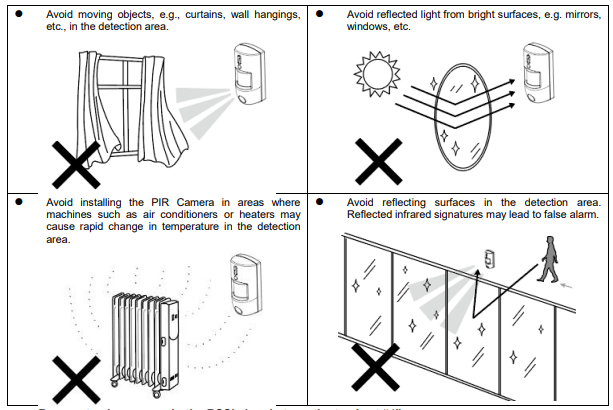 ● Avoid moving objects, e.g., curtains, wall hangings,
etc., in the detection area.
● Avoid reflected light from bright surfaces, e.g. mirrors,
windows, etc.
● Avoid installing the PIR Camera in areas where
machines such as air conditioners or heaters may
cause rapid change in temperature in the detection
area.
● Avoid reflecting surfaces in the detection area.
Reflected infrared signatures may lead to false alarm.